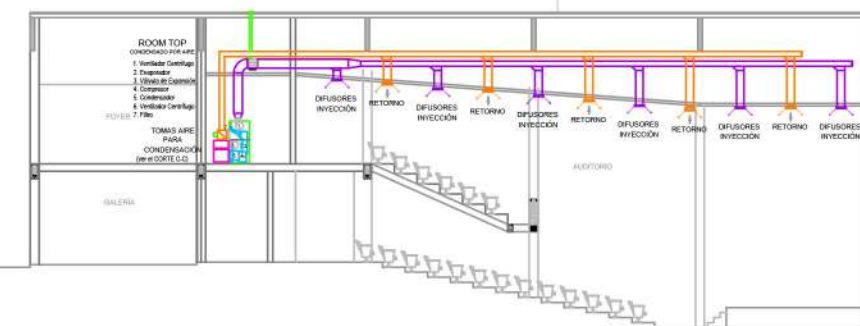 ROOM TOP
CONDENSADO POR AIRE
1. Ventilador Centrifugo
2. Evaporador
3. Válvula de Expansión
4. Compresor
5. Condensador
6. Ventilador Centrifugo
7. Filtro
FOYER
TOMAS AIRE
PARA
CONDENSACIÓN
(ver el CORTE C-C)
GALERÍA
DIFUSORES
INYECCIÓN
RETORNO
DIFUSORES
INYECCIÓN
RETORNO
DIFUSORES
INYECCIÓN
RETORNO
DIFUSORES
INYECCIÓN
RETORNO
DIFUSORES
INYECCIÓN
RETORNO
DIFUSORES
INYECCIÓN
AUDITORIO